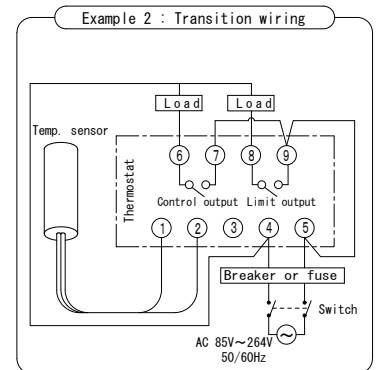 Example 2 : Transition wiring
Load Load
Temp. sensor
6 7 8 9
Thermostat
Control output Limit output
1 2 3 4 5
Breaker or fuse
Switch
AC 85V～264V
50/60Hz